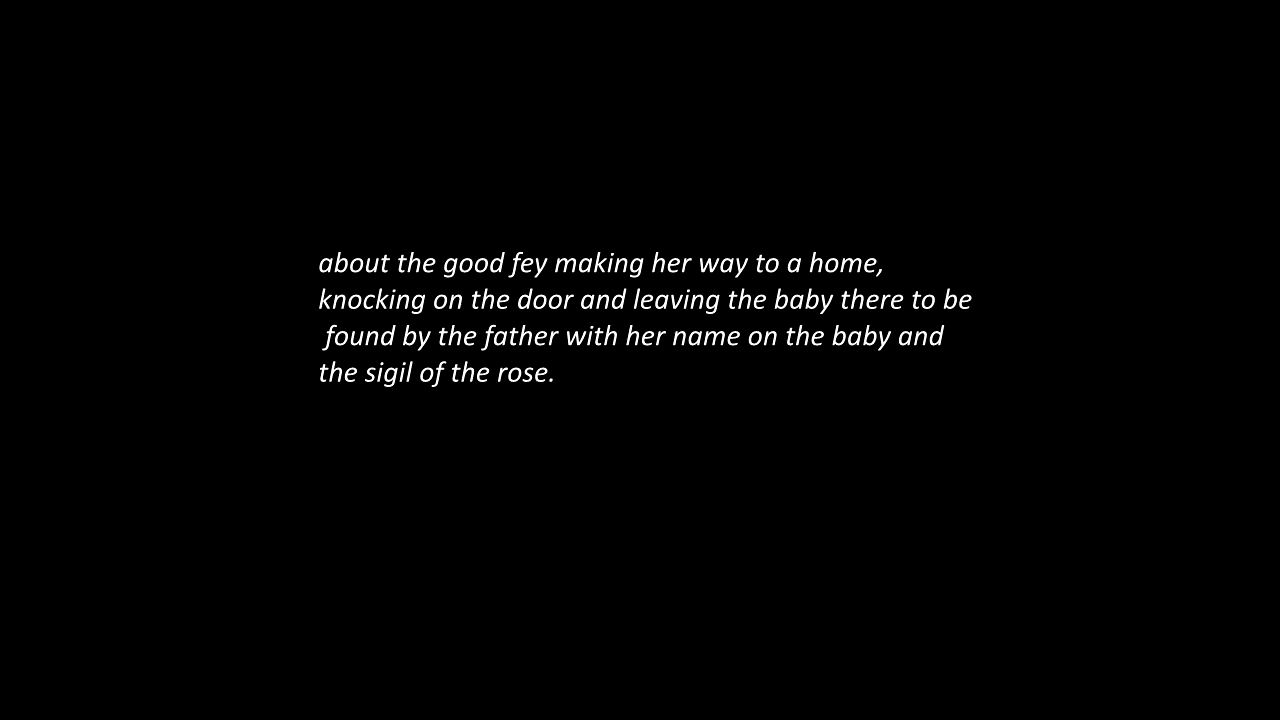 about the good fey making her way to a home,
knocking on the door and leaving the baby there to be
found by the father with her name on the baby and
the sigil of the rose.